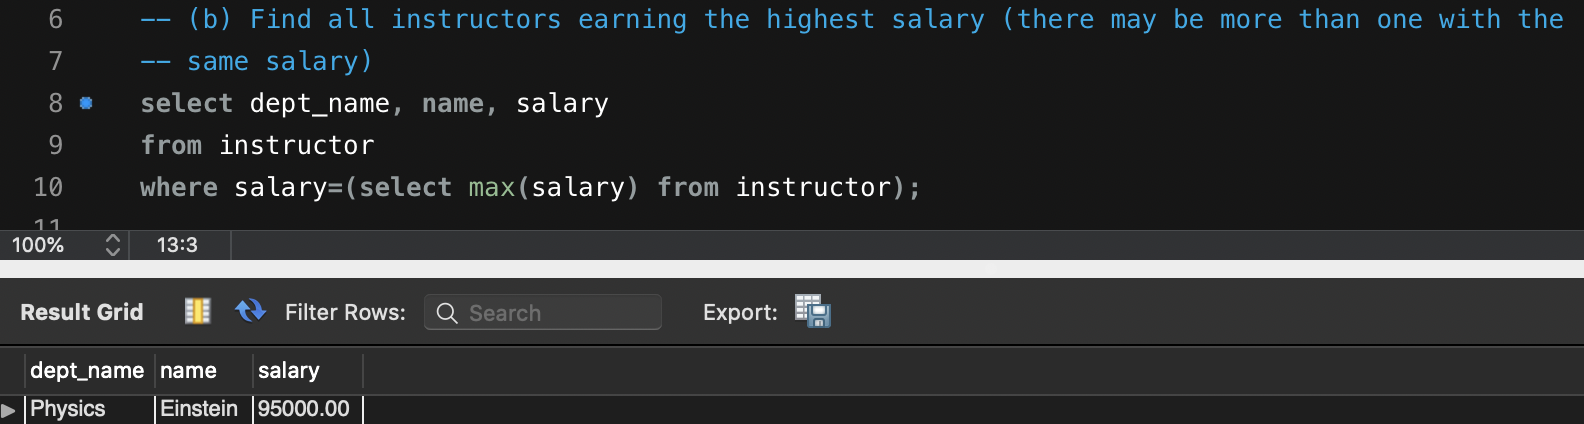 6 -- (b) Find all instructors earning the highest salary (there may be more than one with the
7 -- same salary)
8 select dept_name, name, salary
9 from instructor
10 where salary=(select max(salary) from instructor);
11
100% 13:3
Result Grid Filter Rows: Search Export:
dept_name name salary
Physics Einstein 95000.00